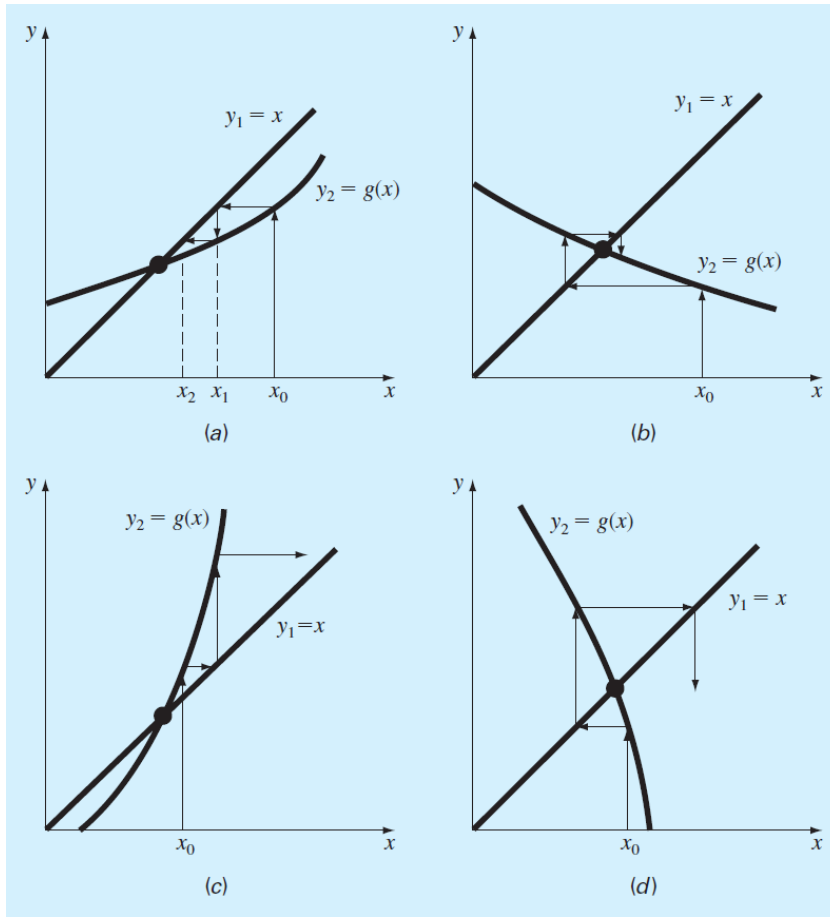 y
y₁ = x
y₂ = g(x)
x₂ x₁ x₀ x
(a)
y
y₁ = x
y₂ = g(x)
x₀ x
(b)
y
y₂ = g(x)
y₁=x
x₀ x
(c)
y
y₂ = g(x)
y₁ = x
x₀ x
(d)